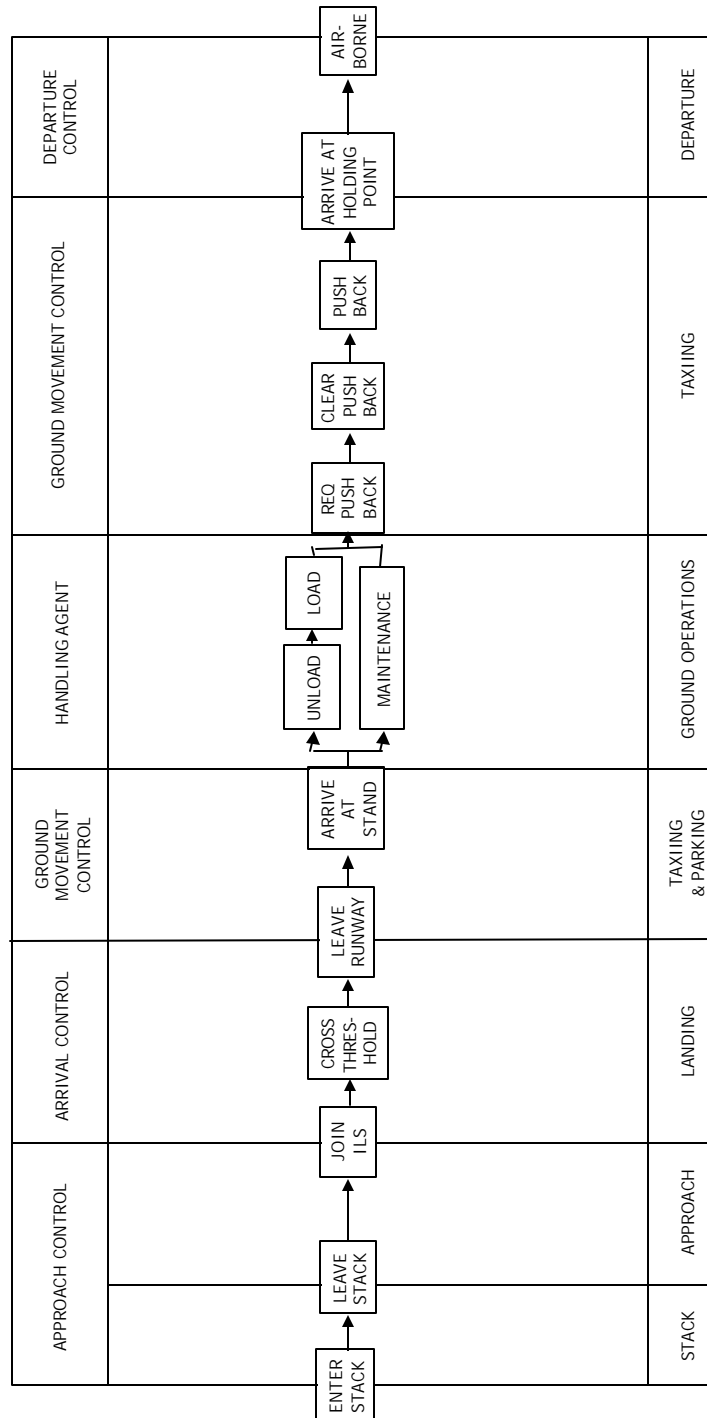 APPROACH CONTROL
ARRIVAL CONTROL
GROUND
MOVEMENT
CONTROL
HANDLING AGENT
GROUND MOVEMENT CONTROL
DEPARTURE
CONTROL
ENTER
STACK
LEAVE
STACK
JOIN
ILS
CROSS
THRES-
HOLD
LEAVE
RUNWAY
ARRIVE
AT
STAND
UNLOAD
LOAD
MAINTENANCE
REQ
PUSH
BACK
CLEAR
PUSH
BACK
PUSH
BACK
ARRIVE AT
HOLDING
POINT
AIR-
BORNE
STACK
APPROACH
LANDING
TAXIING
& PARKING
GROUND OPERATIONS
TAXIING
DEPARTURE